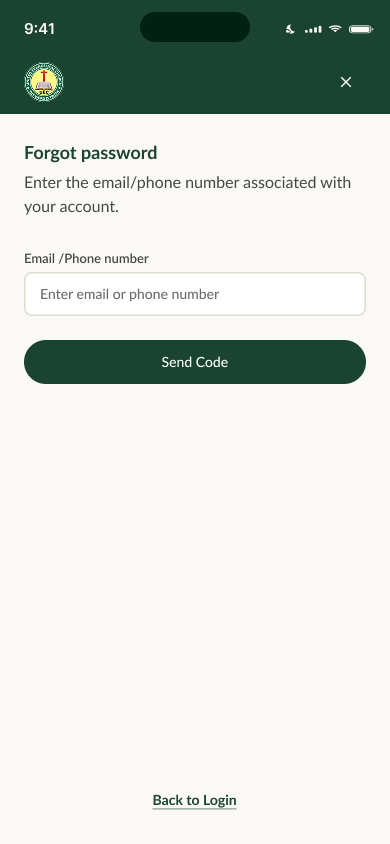 9:41
Forgot password
Enter the email/phone number associated with
your account.
Email /Phone number
Enter email or phone number
Send Code
Back to Login